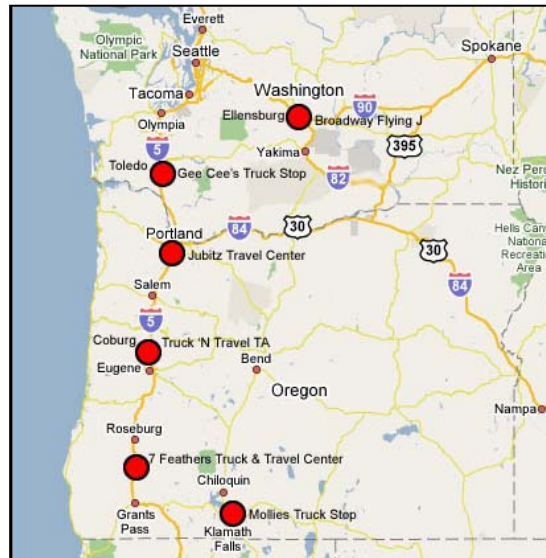 Everett
Olympic
National Park
Seattle
Spokane
Tacoma
Washington
Olympia
Ellensburg
Broadway Flying J
90
5
395
Yakima
Toledo
Gee Cee's Truck Stop
82
Nez Perc
Historic
84
30
Portland
Jubitz Travel Center
30
Hells Can
National
Recreation
Area
84
Salem
5
Coburg
Truck 'N Travel TA
Eugene
Bend
Oregon
Nampa
Roseburg
7 Feathers Truck & Travel Center
Chiloquin
Grants
Pass
Mollies Truck Stop
Klamath
Falls